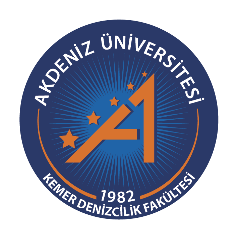 AKDENİZ ÜNİVERSİTESİ
1982
KEMER DENİZCİLİK FAKÜLTESİ